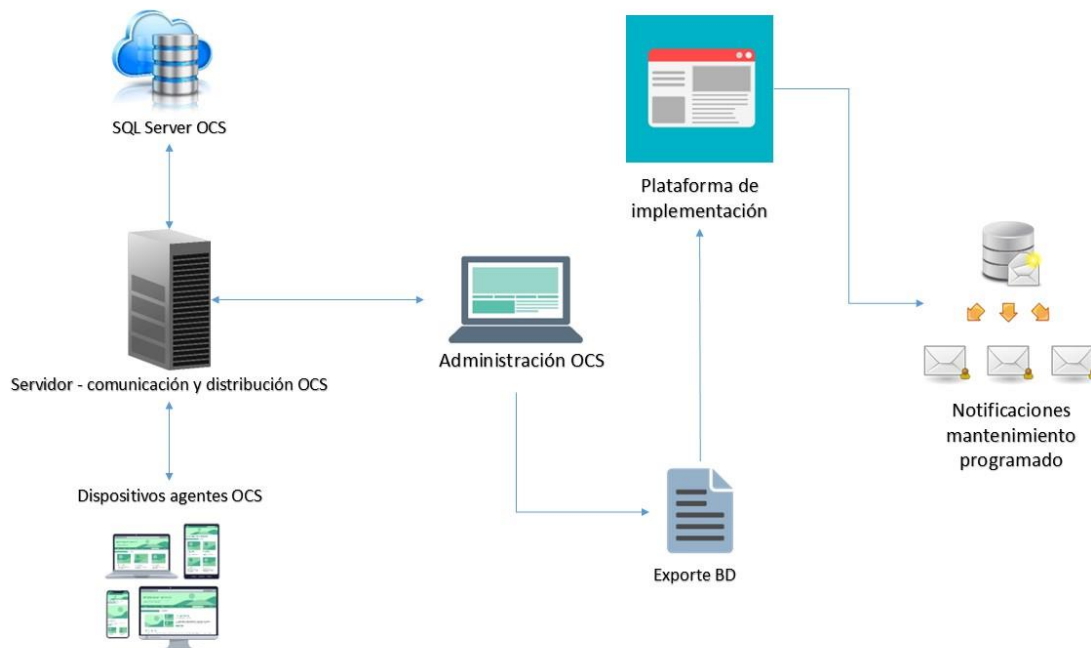 SQL Server OCS
Plataforma de
implementación
Servidor - comunicación y distribución OCS
Administración OCS
Notificaciones
mantenimiento
programado
Dispositivos agentes OCS
Exporte BD